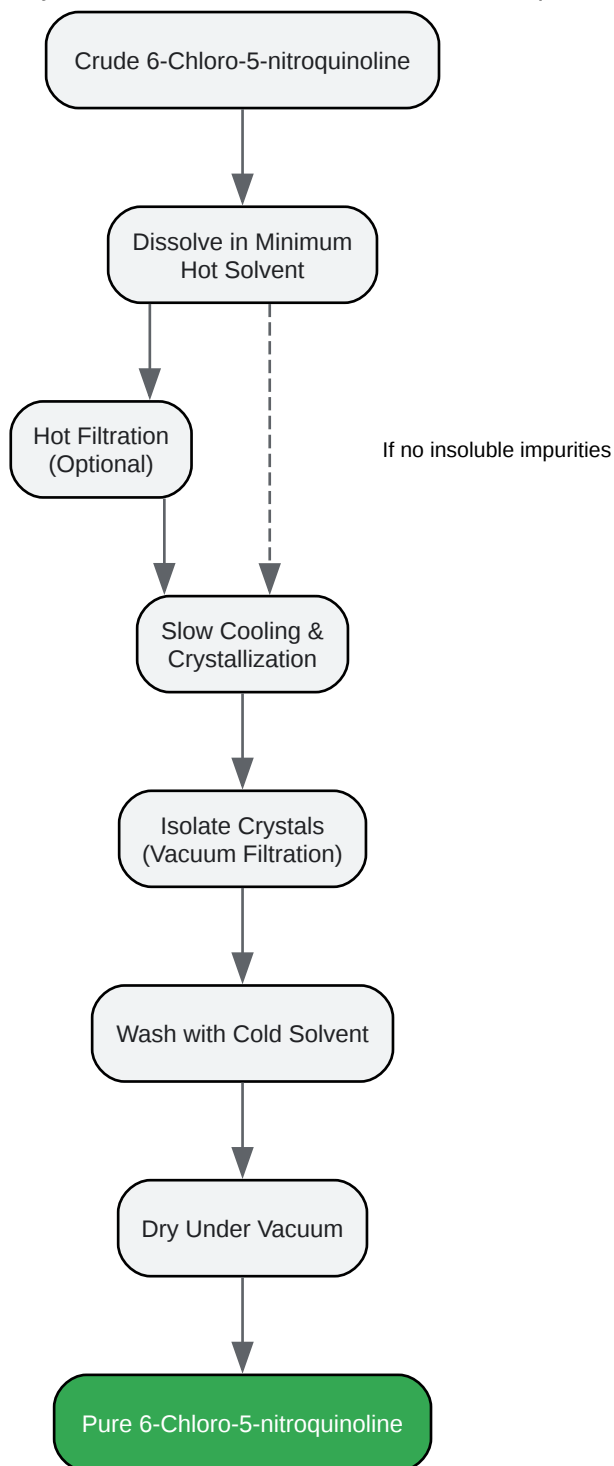 Crude 6-Chloro-5-nitroquinoline
Dissolve in Minimum
Hot Solvent
Hot Filtration
(Optional)
If no insoluble impurities
Slow Cooling &
Crystallization
Isolate Crystals
(Vacuum Filtration)
Wash with Cold Solvent
Dry Under Vacuum
Pure 6-Chloro-5-nitroquinoline